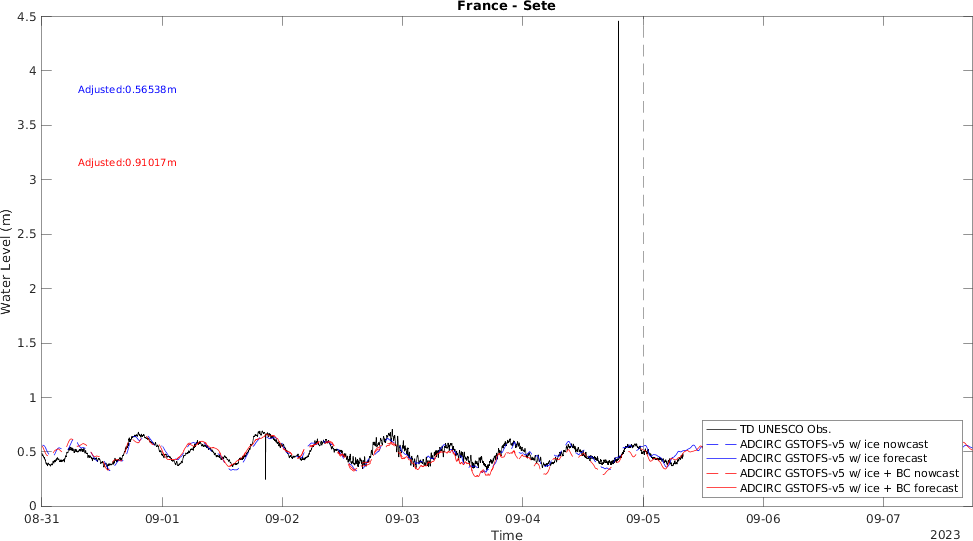 France - Sete
4.5
4
3.5
3
2.5
2
1.5
1
0.5
0
Water Level (m)
Adjusted:0.56538m
Adjusted:0.91017m
TD UNESCO Obs.
ADCIRC GSTOFS-v5 w/ ice nowcast
ADCIRC GSTOFS-v5 w/ ice forecast
ADCIRC GSTOFS-v5 w/ ice + BC nowcast
ADCIRC GSTOFS-v5 w/ ice + BC forecast
08-31 09-01 09-02 09-03 09-04 09-05 09-06 09-07
Time
2023